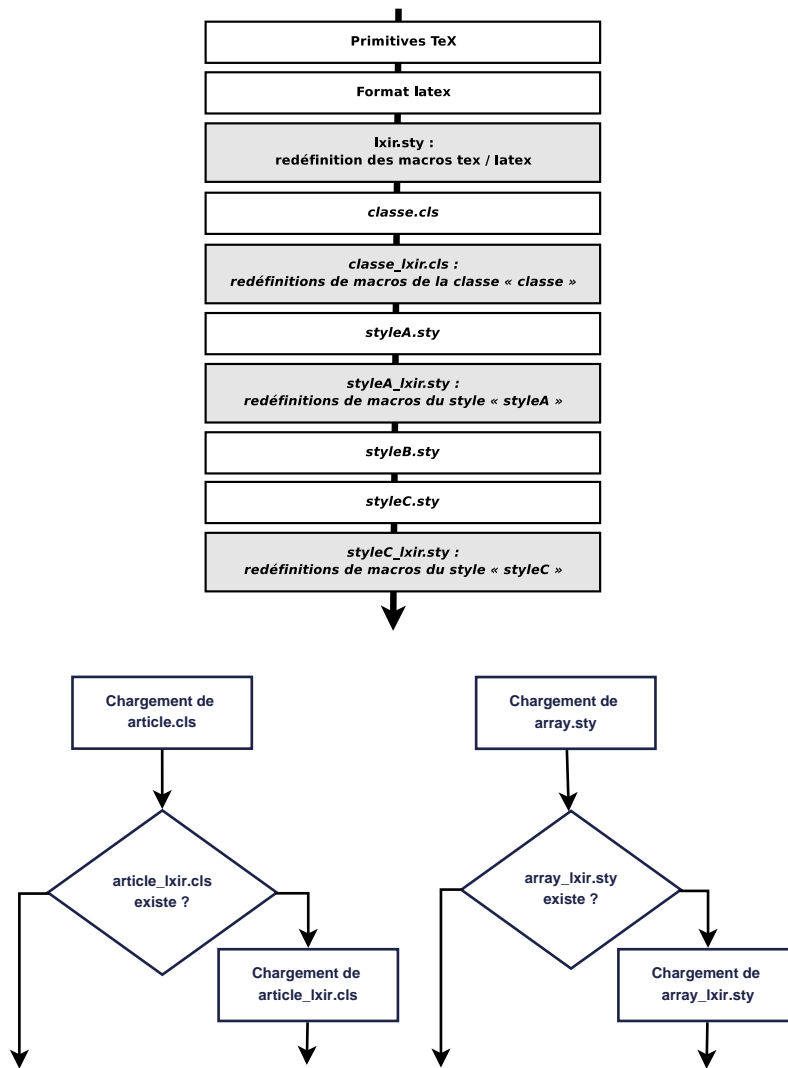 Primitives TeX
Format latex
lxir.sty :
redéfinition des macros tex / latex
classe.cls
classe_lxir.cls :
redéfinitions de macros de la classe « classe »
styleA.sty
styleA_lxir.sty :
redéfinitions de macros du style « styleA »
styleB.sty
styleC.sty
styleC_lxir.sty :
redéfinitions de macros du style « styleC »
Chargement de
article.cls
Chargement de
array.sty
article_lxir.cls
existe ?
array_lxir.sty
existe ?
Chargement de
article_lxir.cls
Chargement de
array_lxir.sty